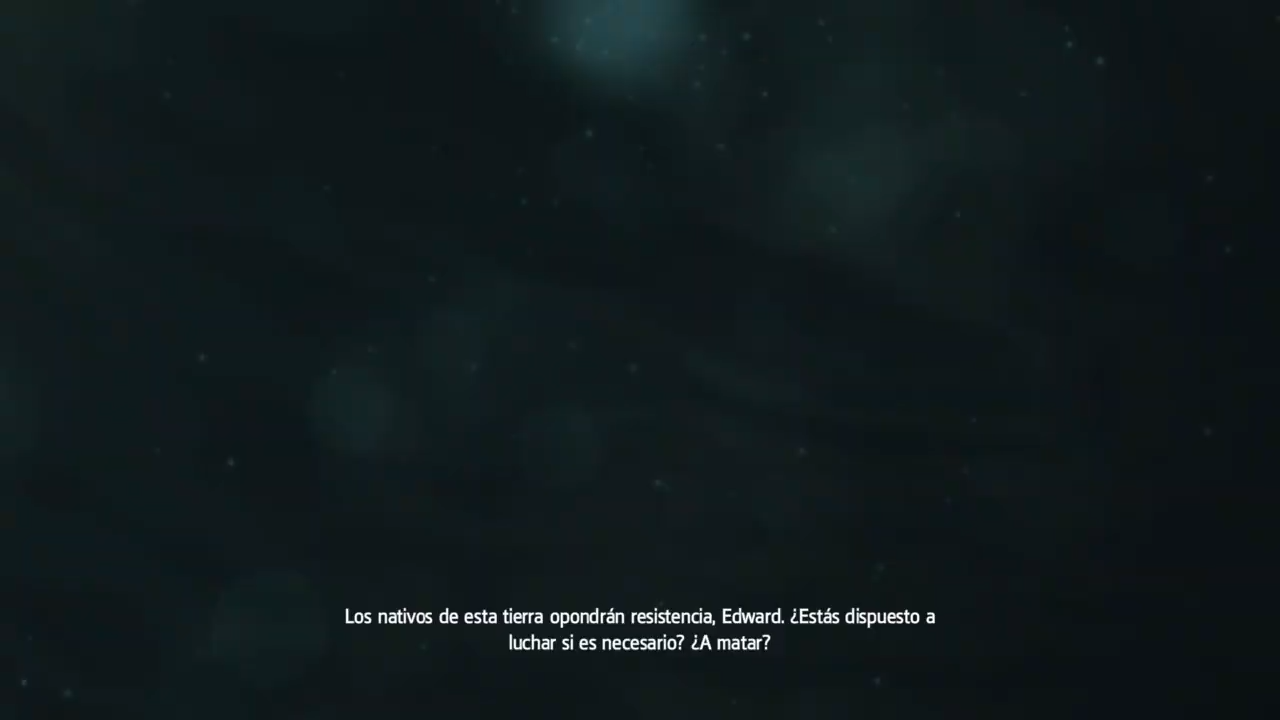 Los nativos de esta tierra opondrán resistencia, Edward. ¿Estás dispuesto a
luchar si es necesario? ¿A matar?